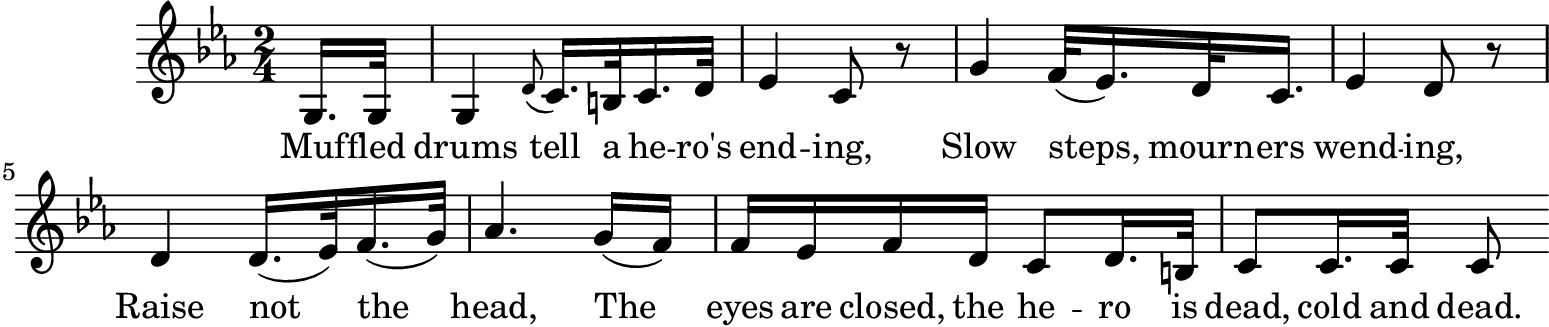 Muffled drums tell a he -- ro's end -- ing, Slow steps, mourners wend -- ing,
5
Raise not the head, The eyes are closed, the he -- ro is dead, cold and dead.